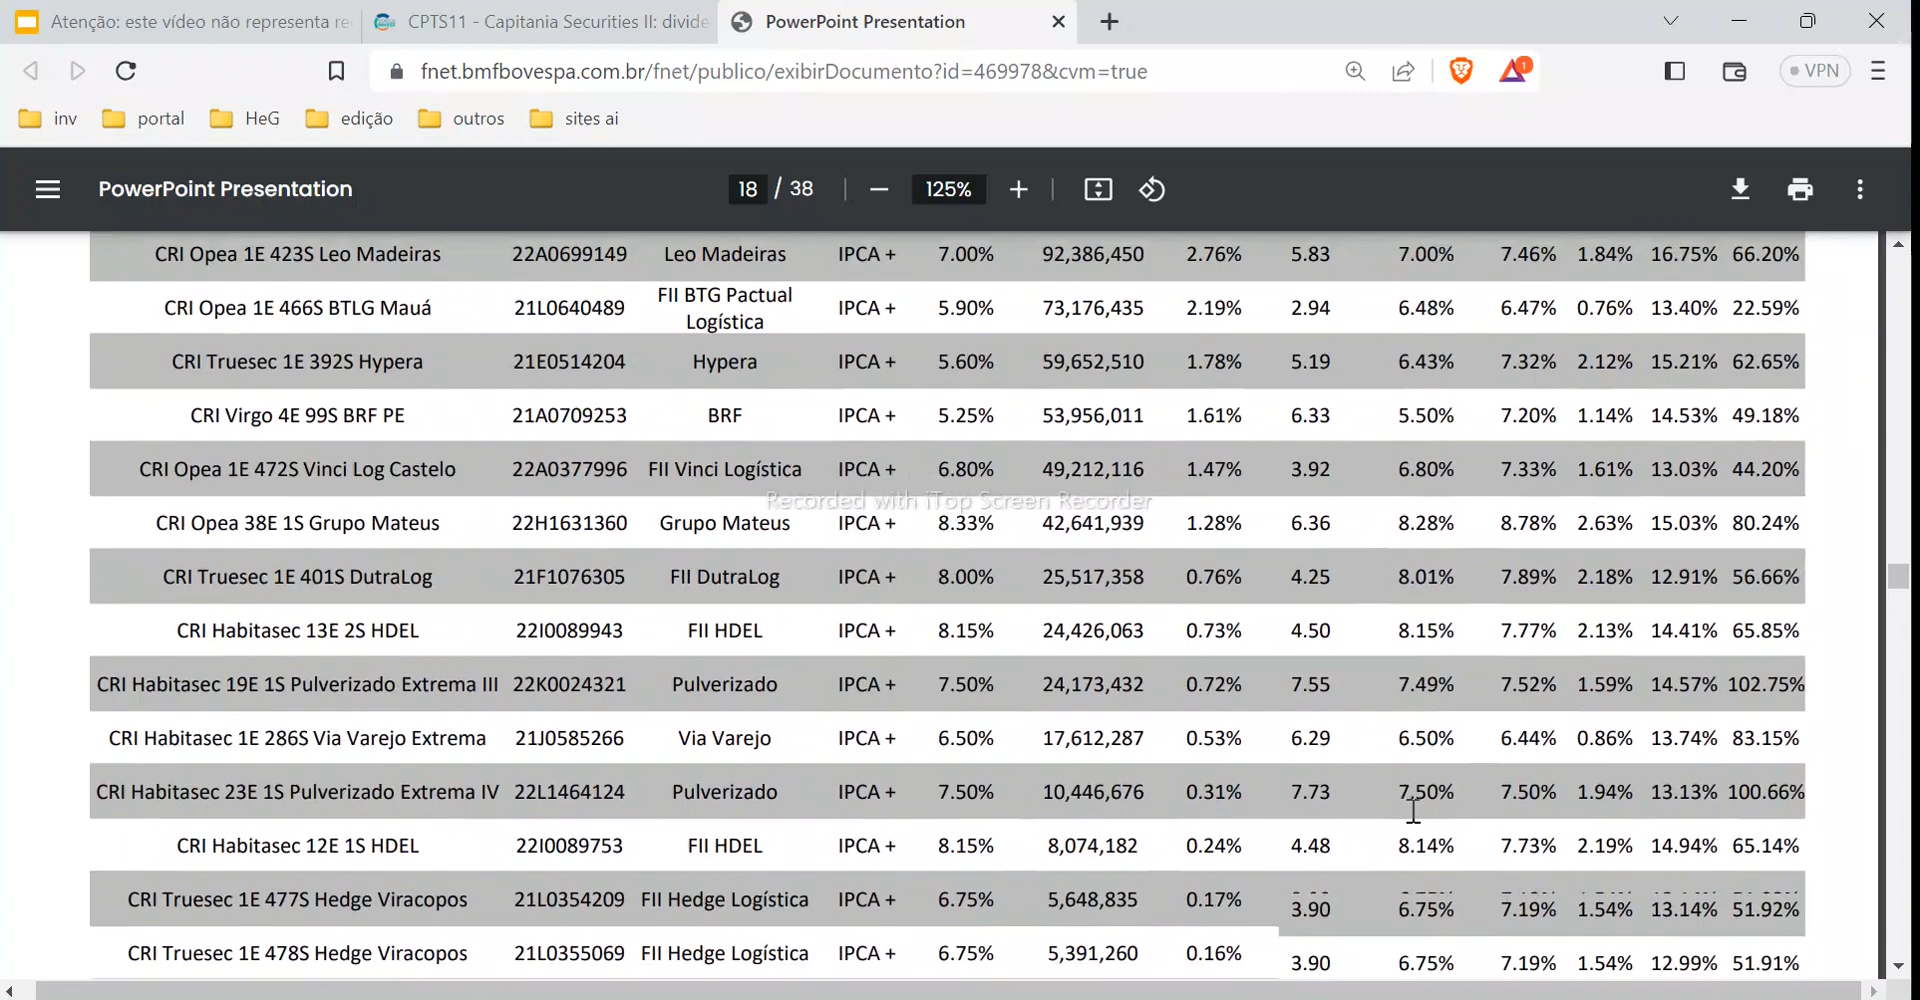 Atenção: este vídeo não representa re
CPTS11 - Capitania Securities II: divide
PowerPoint Presentation
fnet.bmfbovespa.com.br/fnet/publico/exibirDocumento?id=469978&cvm=true
1
VPN
inv
portal
HeG
edição
outros
sites ai
PowerPoint Presentation
18 / 38
125%
CRI Opea 1E 423S Leo Madeiras 22A0699149 Leo Madeiras IPCA + 7.00% 92,386,450 2.76% 5.83 7.00% 7.46% 1.84% 16.75% 66.20%
CRI Opea 1E 466S BTLG Mauá 21L0640489 FII BTG Pactual Logística IPCA + 5.90% 73,176,435 2.19% 2.94 6.48% 6.47% 0.76% 13.40% 22.59%
CRI Truesec 1E 392S Hypera 21E0514204 Hypera IPCA + 5.60% 59,652,510 1.78% 5.19 6.43% 7.32% 2.12% 15.21% 62.65%
CRI Virgo 4E 99S BRF PE 21A0709253 BRF IPCA + 5.25% 53,956,011 1.61% 6.33 5.50% 7.20% 1.14% 14.53% 49.18%
CRI Opea 1E 472S Vinci Log Castelo 22A0377996 FII Vinci Logística IPCA + 6.80% 49,212,116 1.47% 3.92 6.80% 7.33% 1.61% 13.03% 44.20%
Recorded with iTop Screen Recorder
CRI Opea 38E 1S Grupo Mateus 22H1631360 Grupo Mateus IPCA + 8.33% 42,641,939 1.28% 6.36 8.28% 8.78% 2.63% 15.03% 80.24%
CRI Truesec 1E 401S DutraLog 21F1076305 FII DutraLog IPCA + 8.00% 25,517,358 0.76% 4.25 8.01% 7.89% 2.18% 12.91% 56.66%
CRI Habitasec 13E 2S HDEL 22I0089943 FII HDEL IPCA + 8.15% 24,426,063 0.73% 4.50 8.15% 7.77% 2.13% 14.41% 65.85%
CRI Habitasec 19E 1S Pulverizado Extrema III 22K0024321 Pulverizado IPCA + 7.50% 24,173,432 0.72% 7.55 7.49% 7.52% 1.59% 14.57% 102.75%
CRI Habitasec 1E 286S Via Varejo Extrema 21J0585266 Via Varejo IPCA + 6.50% 17,612,287 0.53% 6.29 6.50% 6.44% 0.86% 13.74% 83.15%
CRI Habitasec 23E 1S Pulverizado Extrema IV 22L1464124 Pulverizado IPCA + 7.50% 10,446,676 0.31% 7.73 7.50% 7.50% 1.94% 13.13% 100.66%
CRI Habitasec 12E 1S HDEL 22I0089753 FII HDEL IPCA + 8.15% 8,074,182 0.24% 4.48 8.14% 7.73% 2.19% 14.94% 65.14%
CRI Truesec 1E 477S Hedge Viracopos 21L0354209 FII Hedge Logística IPCA + 6.75% 5,648,835 0.17% 3.90 6.75% 7.19% 1.54% 13.14% 51.92%
CRI Truesec 1E 478S Hedge Viracopos 21L0355069 FII Hedge Logística IPCA + 6.75% 5,391,260 0.16% 3.90 6.75% 7.19% 1.54% 12.99% 51.91%